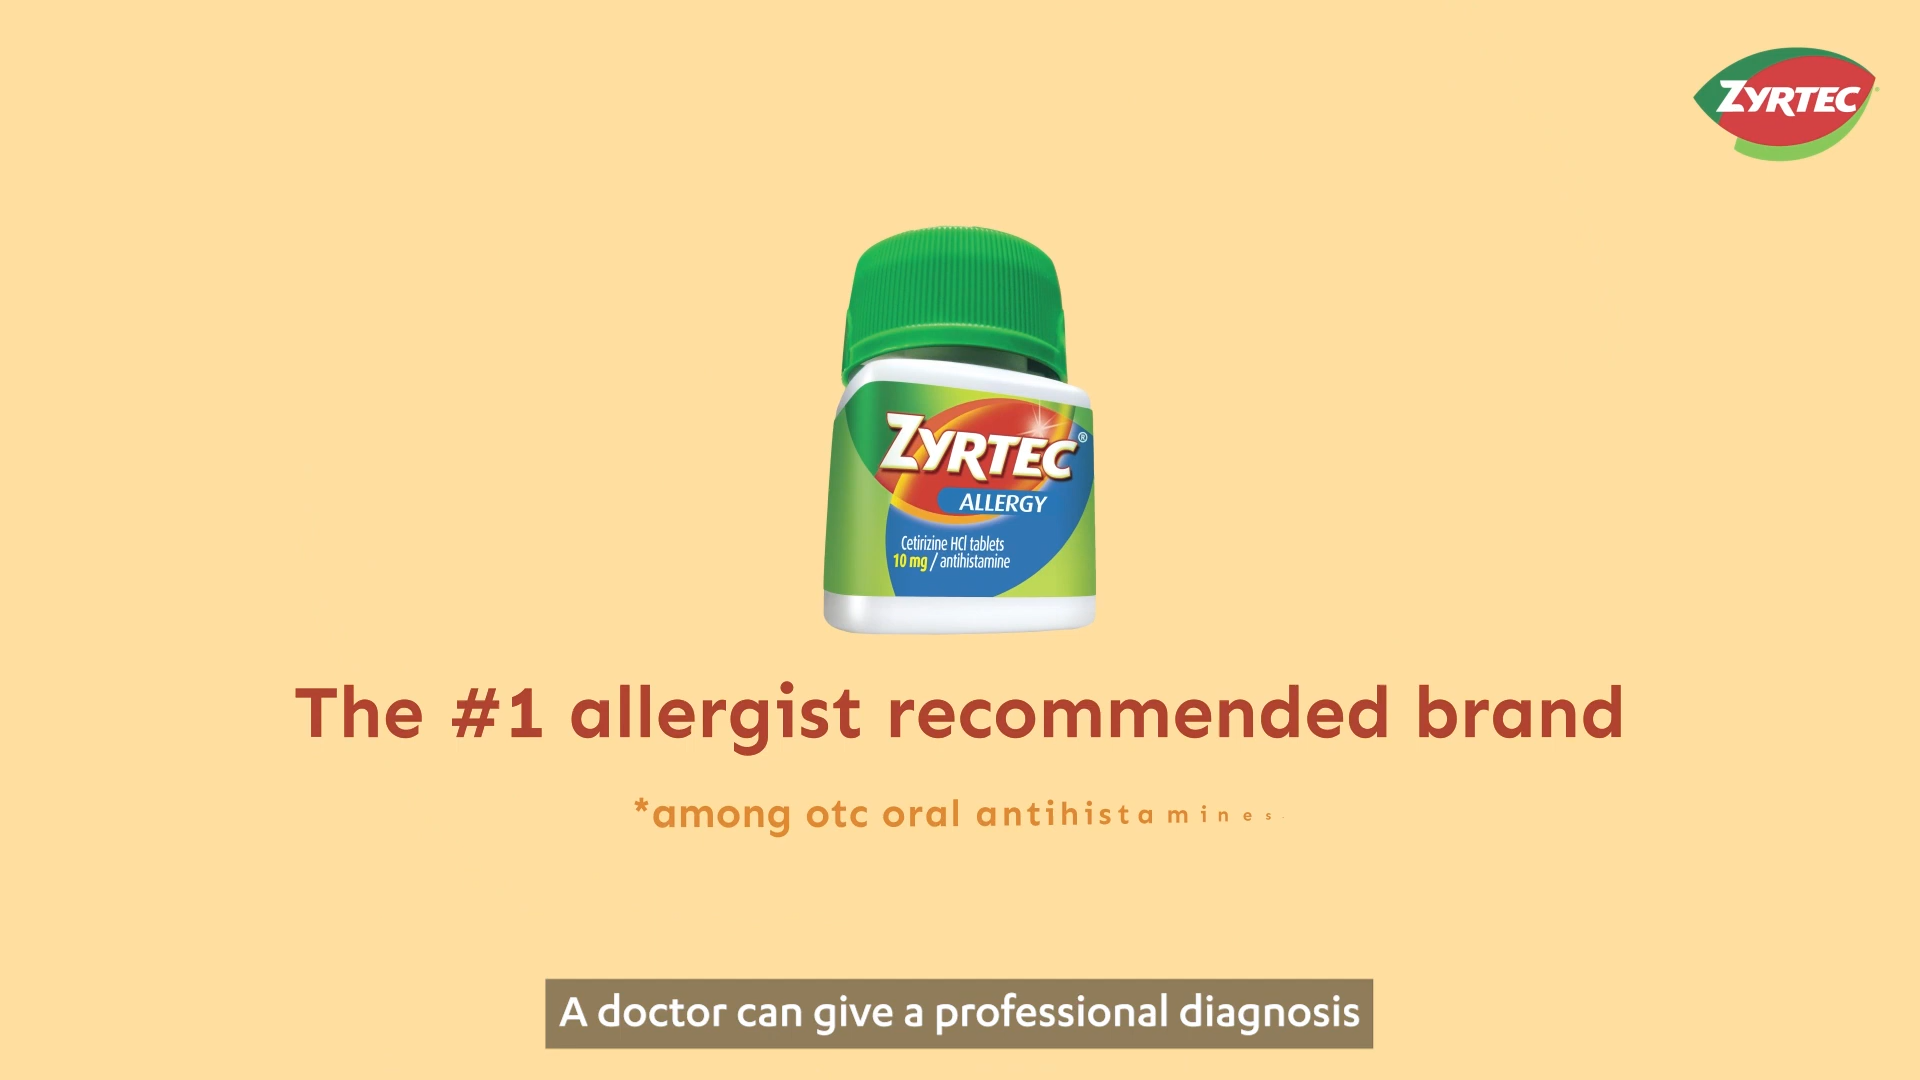 ZYRTEC
ZYRTEC®
ALLERGY
Cetirizine HCl tablets
10 mg / antihistamine
The #1 allergist recommended brand
*among otc oral antihistamines.
A doctor can give a professional diagnosis